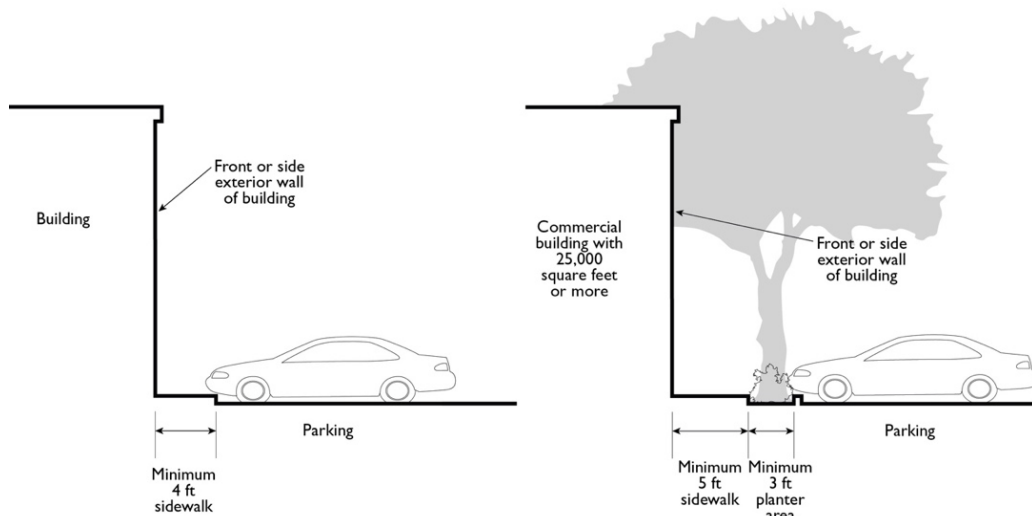 Front or side
exterior wall
of building
Building
Parking
Minimum
4 ft
sidewalk
Commercial
building with
25,000
square feet
or more
Front or side
exterior wall
of building
Parking
Minimum
5 ft
sidewalk
Minimum
3 ft
planter
area